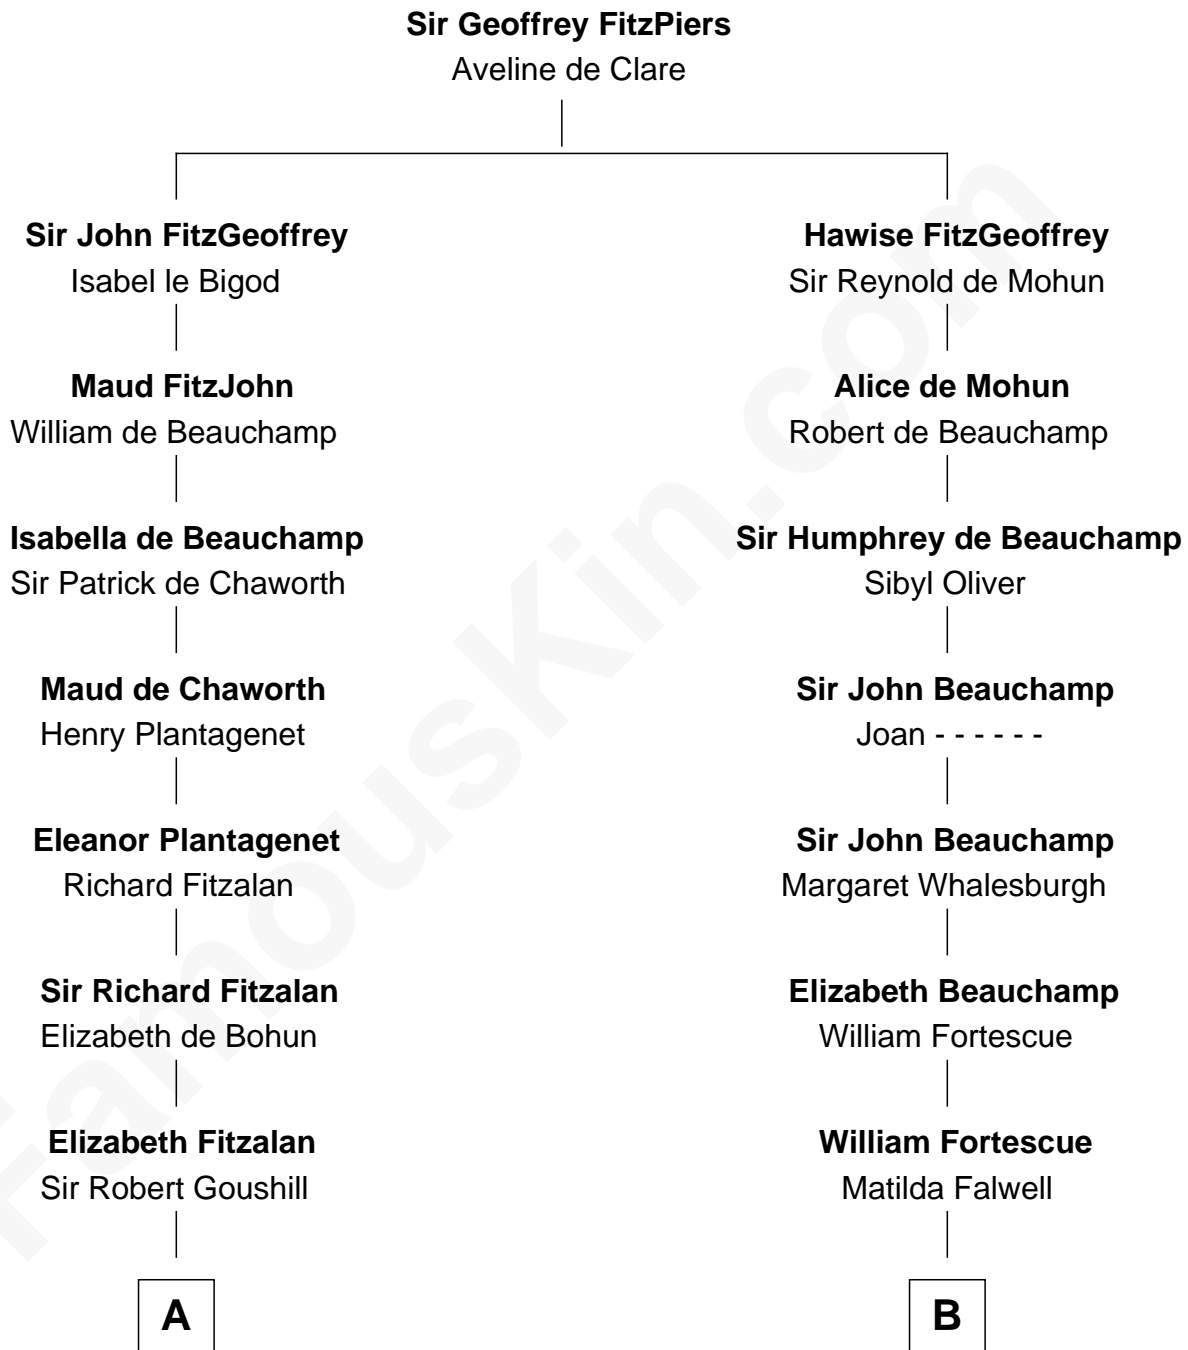 Sir Geoffrey FitzPiers
Aveline de Clare
Sir John FitzGeoffrey
Isabel le Bigod
Maud FitzJohn
William de Beauchamp
Isabella de Beauchamp
Sir Patrick de Chaworth
Maud de Chaworth
Henry Plantagenet
Eleanor Plantagenet
Richard Fitzalan
Sir Richard Fitzalan
Elizabeth de Bohun
Elizabeth Fitzalan
Sir Robert Goushill
A
Hawise FitzGeoffrey
Sir Reynold de Mohun
Alice de Mohun
Robert de Beauchamp
Sir Humphrey de Beauchamp
Sibyl Oliver
Sir John Beauchamp
Joan - - - - - -
Sir John Beauchamp
Margaret Whalesburgh
Elizabeth Beauchamp
William Fortescue
William Fortescue
Matilda Falwell
B
FamousKin.com